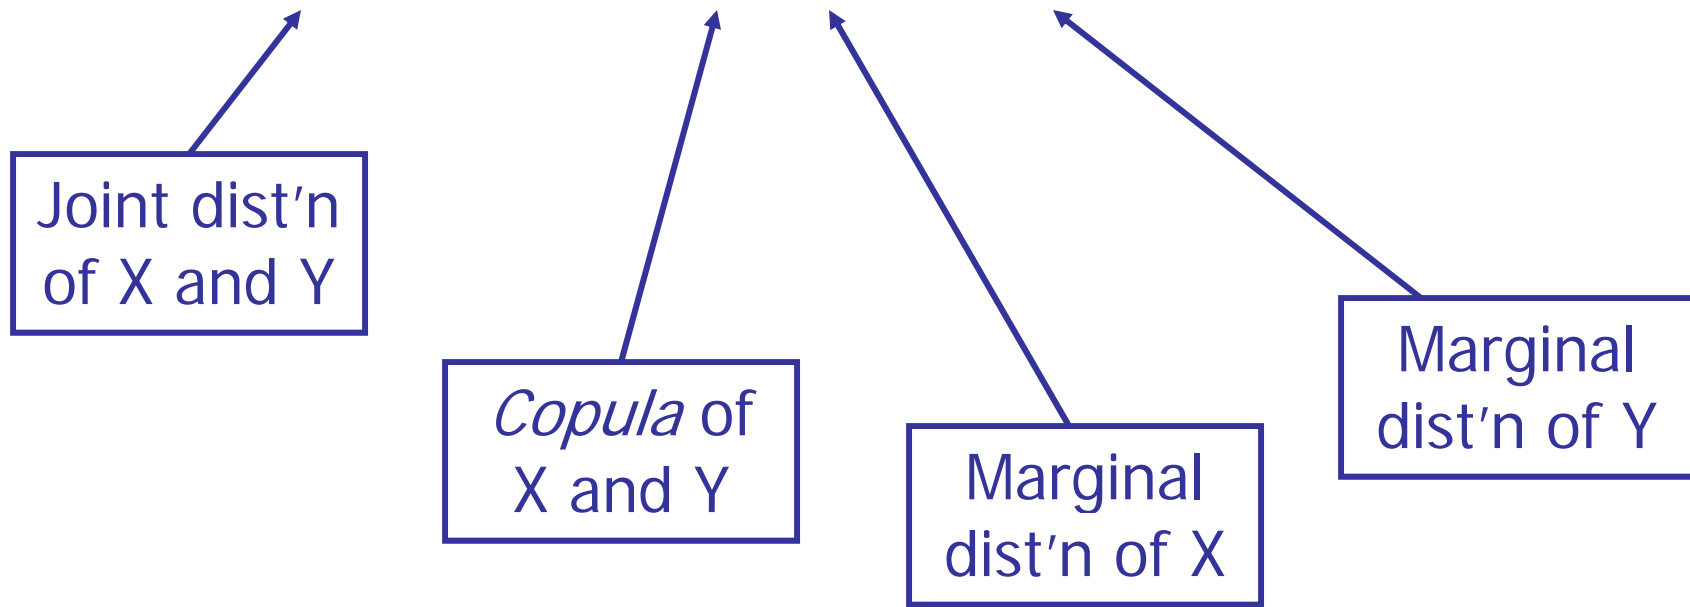 Joint dist'n
of X and Y
Copula of
X and Y
Marginal
dist'n of X
Marginal
dist'n of Y